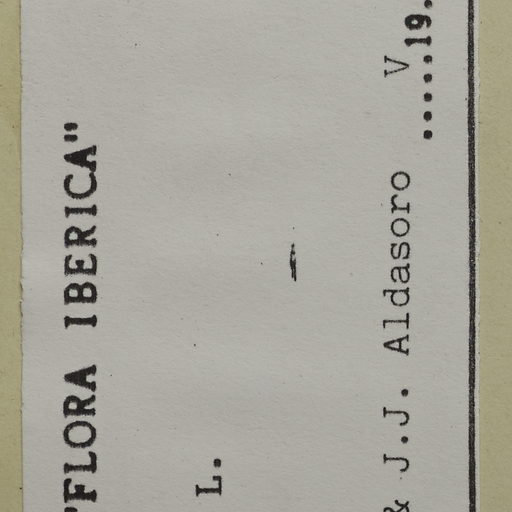 "FLORA IBERICA"
L.
& J.J. Aldasoro V
.....19.